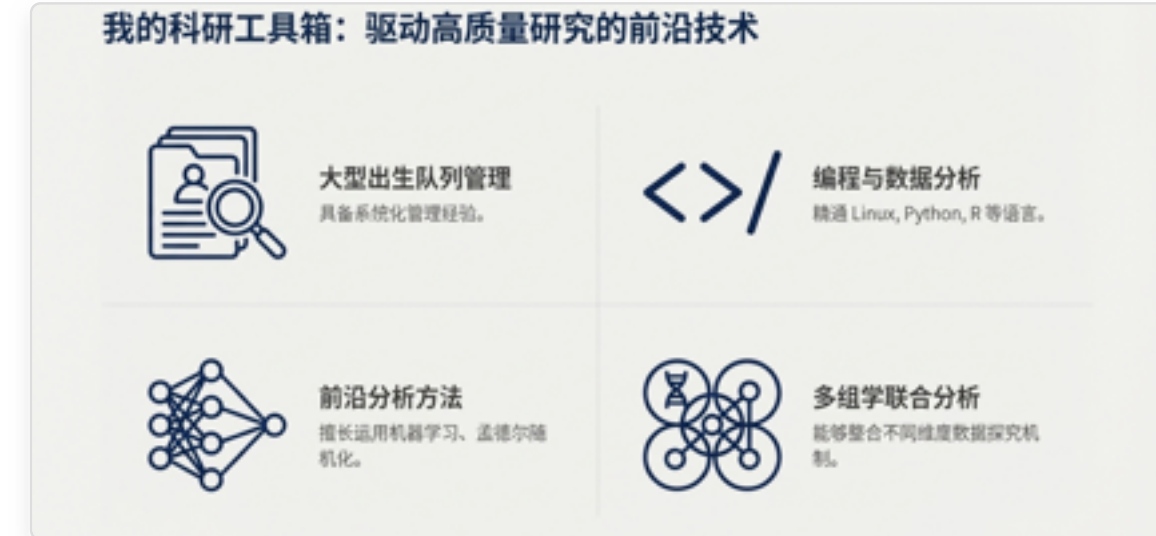 我的科研工具箱：驱动高质量研究的前沿技术
大型出生队列管理
具备系统化管理经验。
编程与数据分析
精通 Linux, Python, R 等语言。
前沿分析方法
擅长运用机器学习、孟德尔随
机化。
多组学联合分析
能够整合不同维度数据探究机
制。